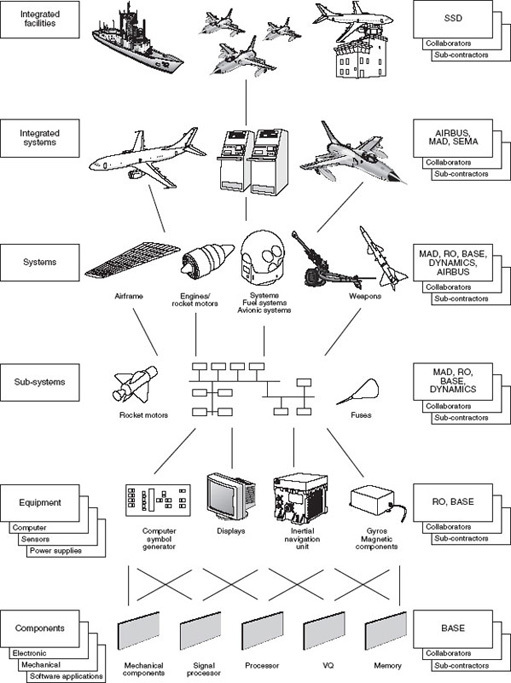 Integrated
facilities
SSD
Collaborators
Sub-contractors
Integrated
systems
AIRBUS,
MAD, SEMA
Collaborators
Sub-contractors
Systems
Airframe
Engines/
rocket motors
Systems
Fuel systems
Avionic systems
Weapons
MAD, RO, BASE,
DYNAMICS,
AIRBUS
Collaborators
Sub-contractors
Sub-systems
Rocket motors
Fuses
MAD, RO,
BASE,
DYNAMICS
Collaborators
Sub-contractors
Equipment
Computer
Sensors
Power supplies
Computer
symbol
generator
Displays
Inertial
navigation
unit
Gyros
Magnetic
components
RO, BASE
Collaborators
Sub-contractors
Components
Electronic
Mechanical
Software applications
Mechanical
components
Signal
processor
Processor
VQ
Memory
BASE
Collaborators
Sub-contractors